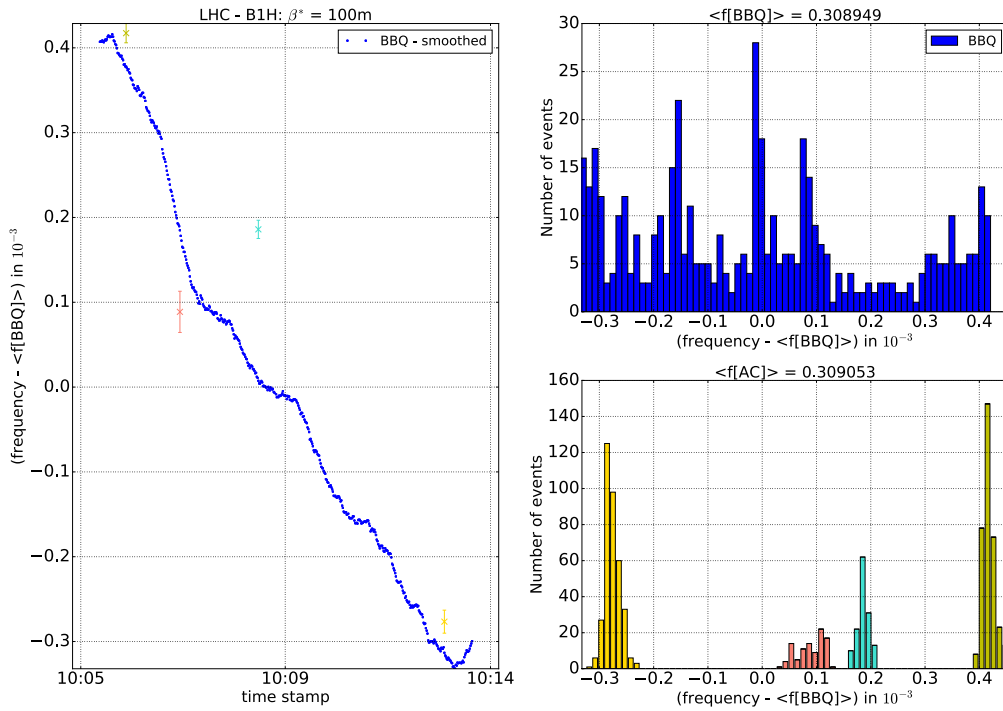 LHC - B1H: β* = 100m
BBQ - smoothed
0.4
0.3
0.2
0.1
0.0
−0.1
−0.2
−0.3
(frequency - <f[BBQ]>) in 10⁻³
10:05
10:09
10:14
time stamp
<f[BBQ]> = 0.308949
BBQ
30
25
20
15
10
5
0
Number of events
−0.3 −0.2 −0.1 0.0 0.1 0.2 0.3 0.4
(frequency - <f[BBQ]>) in 10⁻³
<f[AC]> = 0.309053
160
140
120
100
80
60
40
20
0
Number of events
−0.3 −0.2 −0.1 0.0 0.1 0.2 0.3 0.4
(frequency - <f[BBQ]>) in 10⁻³